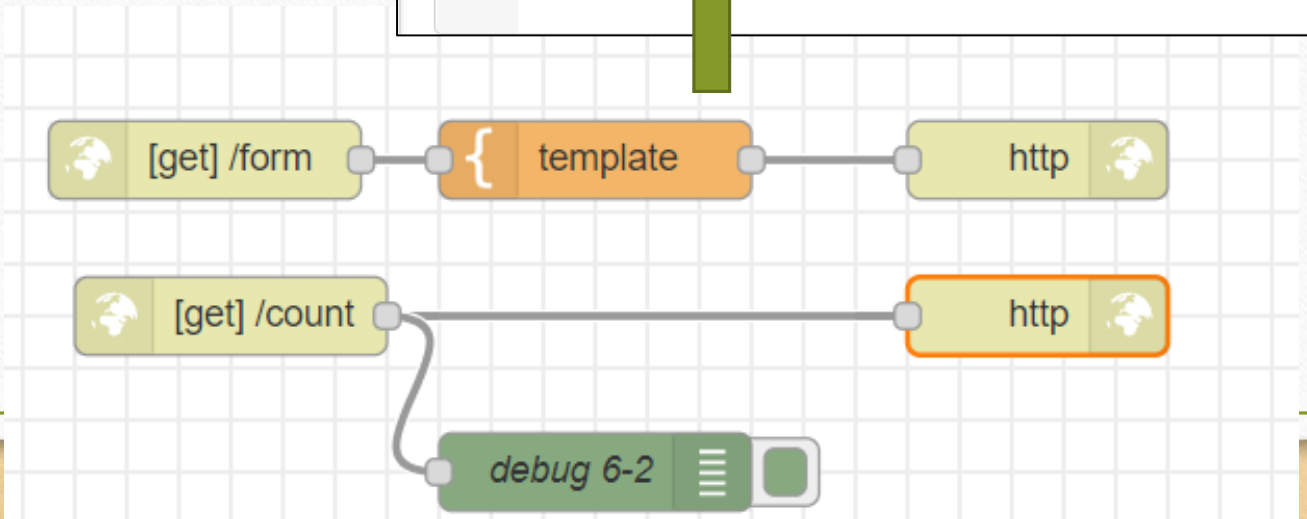 [get] /form
template
http
[get] /count
http
debug 6-2